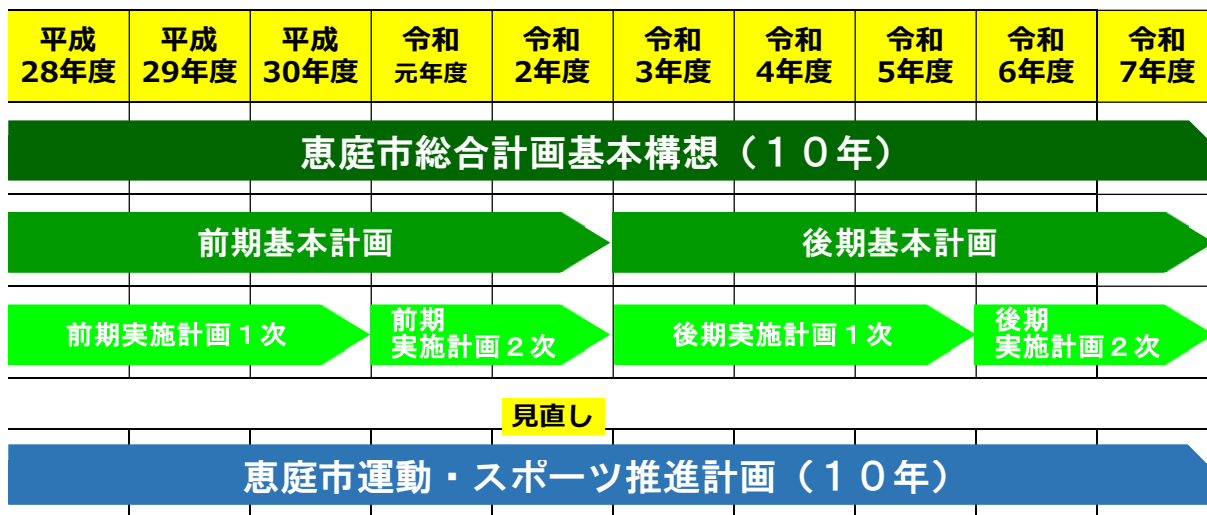 平成
28年度
平成
29年度
平成
30年度
令和
元年度
令和
2年度
令和
3年度
令和
4年度
令和
5年度
令和
6年度
令和
7年度
恵庭市総合計画基本構想（１０年）
前期基本計画
後期基本計画
前期実施計画１次
前期
実施計画２次
後期実施計画１次
後期
実施計画２次
見直し
恵庭市運動・スポーツ推進計画（１０年）